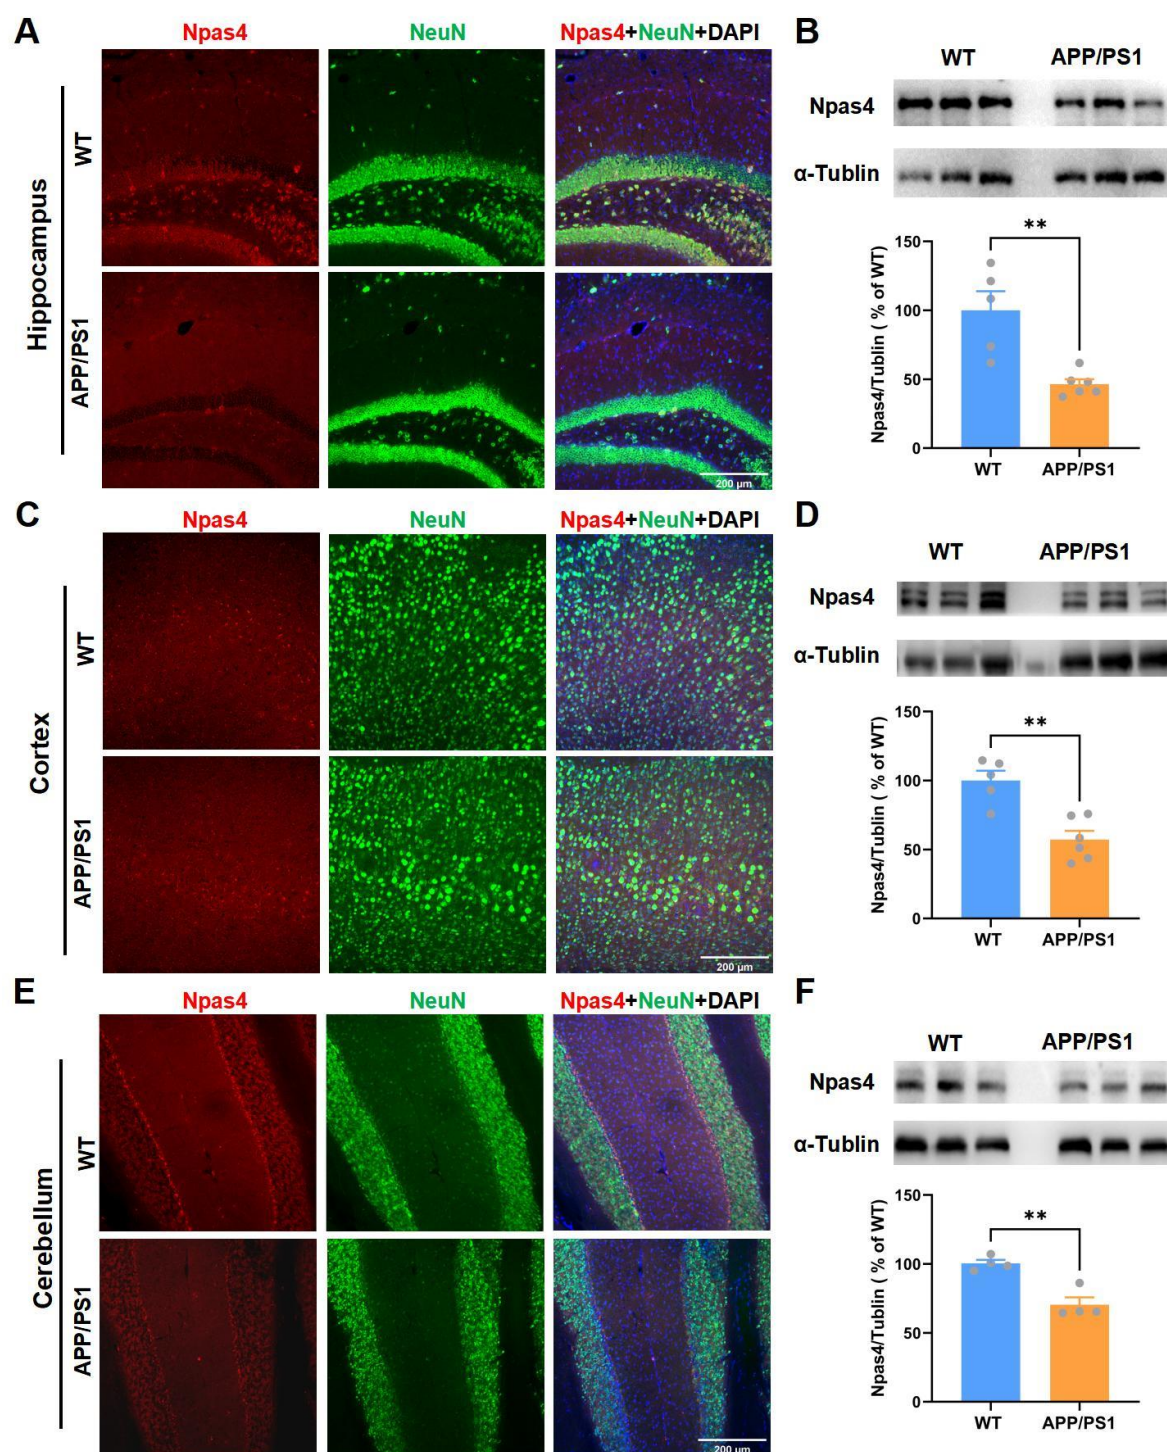 A
Npas4
NeuN
Npas4+NeuN+DAPI
Hippocampus
WT
APP/PS1
200 µm
B
WT
APP/PS1
Npas4
α-Tublin
**
Npas4/Tublin ( % of WT)
150
100
50
0
WT
APP/PS1
C
Npas4
NeuN
Npas4+NeuN+DAPI
Cortex
WT
APP/PS1
200 µm
D
WT
APP/PS1
Npas4
α-Tublin
**
Npas4/Tublin ( % of WT)
150
100
50
0
WT
APP/PS1
E
Npas4
NeuN
Npas4+NeuN+DAPI
Cerebellum
WT
APP/PS1
200 µm
F
WT
APP/PS1
Npas4
α-Tublin
**
Npas4/Tublin ( % of WT)
150
100
50
0
WT
APP/PS1